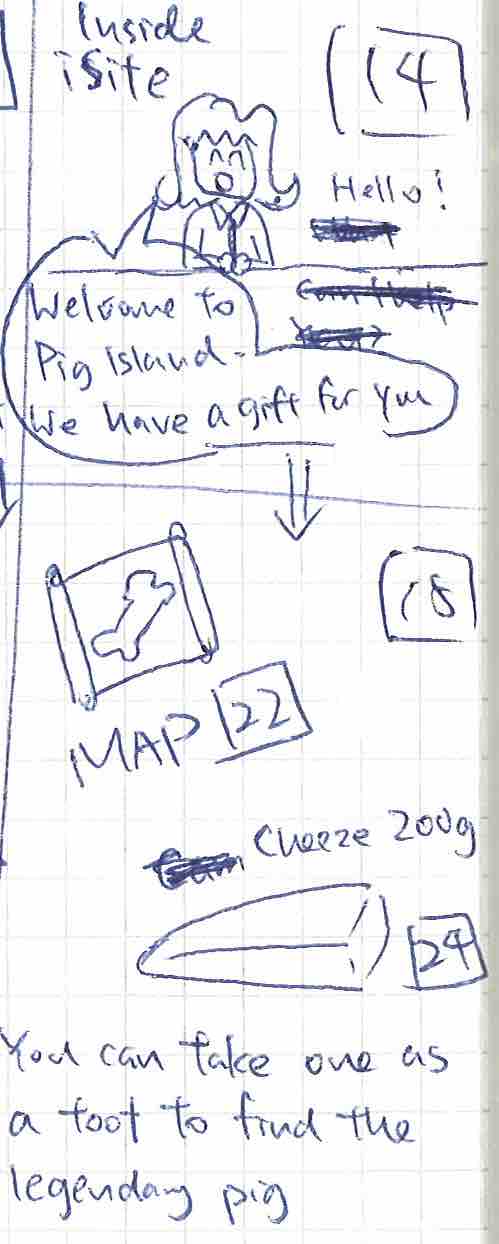 Inside
iSite
14
Hello!
Welcome to
Pig Island.
We have a gift for you
18
MAP 22
Cheeze 200g
24
You can take one as
a toot to find the
legendary pig